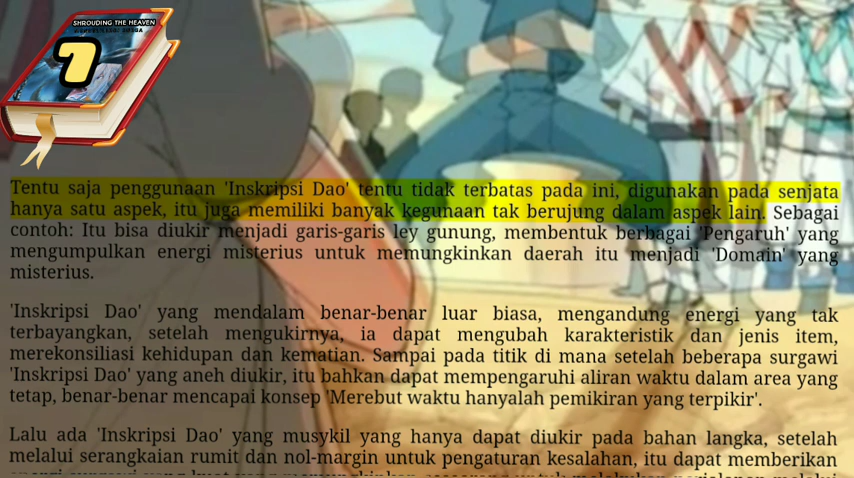 SHROUDING THE HEAVEN
7
Tentu saja penggunaan 'Inskripsi Dao' tentu tidak terbatas pada ini, digunakan pada senjata
hanya satu aspek, itu juga memiliki banyak kegunaan tak berujung dalam aspek lain. Sebagai
contoh: Itu bisa diukir menjadi garis-garis ley gunung, membentuk berbagai 'Pengaruh' yang
mengumpulkan energi misterius untuk memungkinkan daerah itu menjadi 'Domain' yang
misterius.
'Inskripsi Dao' yang mendalam benar-benar luar biasa, mengandung energi yang tak
terbayangkan, setelah mengukirnya, ia dapat mengubah karakteristik dan jenis item,
merekonsiliasi kehidupan dan kematian. Sampai pada titik di mana setelah beberapa surgawi
'Inskripsi Dao' yang aneh diukir, itu bahkan dapat mempengaruhi aliran waktu dalam area yang
tetap, benar-benar mencapai konsep 'Merebut waktu hanyalah pemikiran yang terpikir'.
Lalu ada 'Inskripsi Dao' yang musykil yang hanya dapat diukir pada bahan langka, setelah
melalui serangkaian rumit dan nol-margin untuk pengaturan kesalahan, itu dapat memberikan